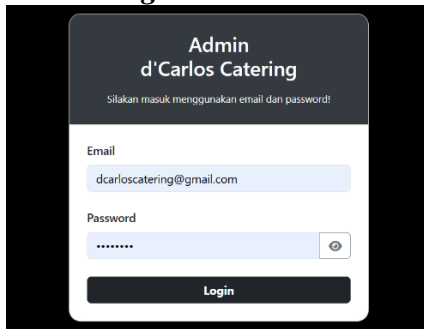 Admin
d'Carlos Catering
Silakan masuk menggunakan email dan password!
Email
dcarloscatering@gmail.com
Password
••••••••
Login